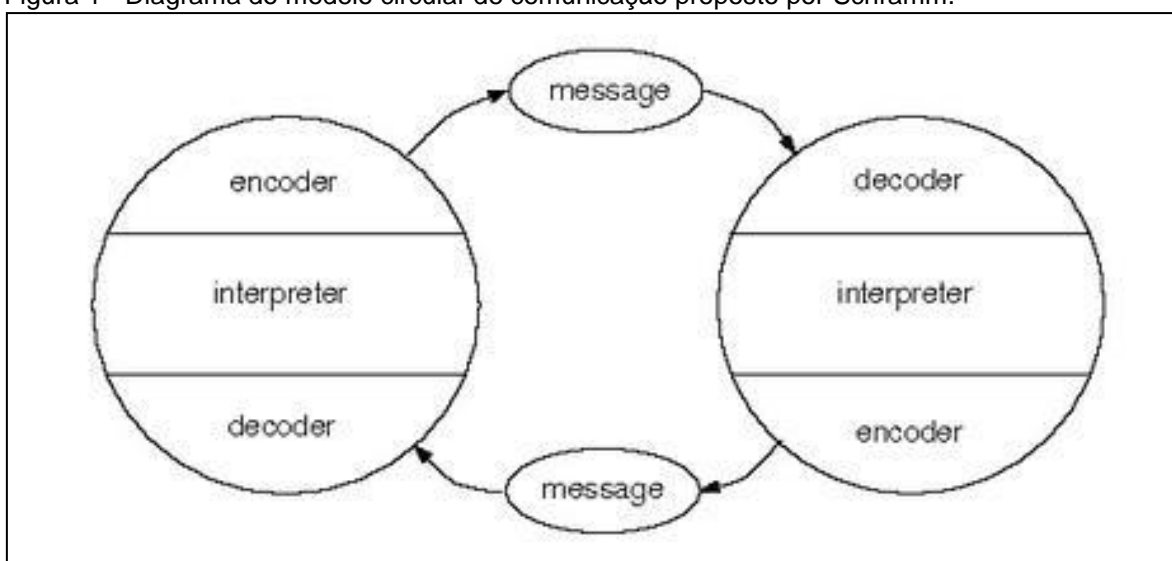 Figura 1 - Diagrama do modelo circular de comunicação proposto por Schramm.
message
encoder
decoder
interpreter
interpreter
decoder
encoder
message